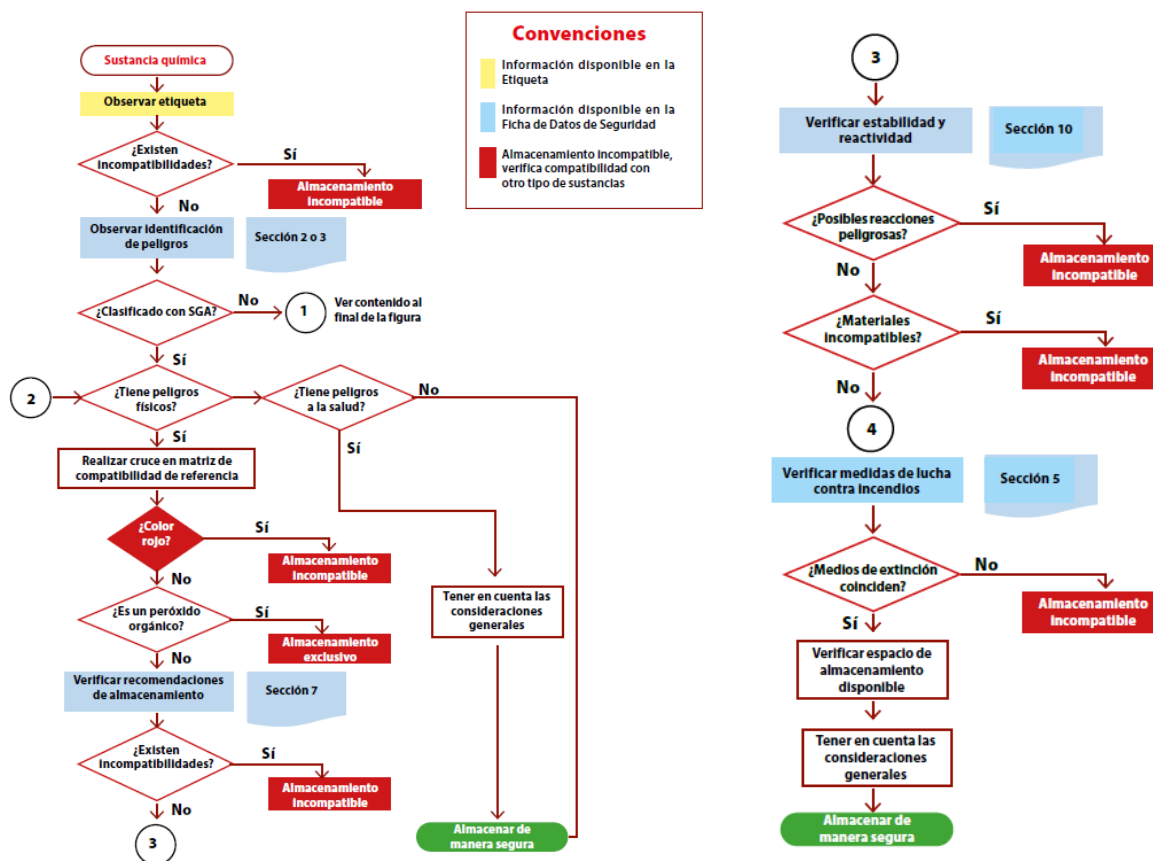 Sustancia química
Observar etiqueta
¿Existen
incompatibilidades?
Sí
Almacenamiento
incompatible
No
Observar identificación
de peligros
Sección 2 o 3
¿Clasificado con SGA?
No
1
Ver contenido al
final de la figura
Sí
2
¿Tiene peligros
físicos?
¿Tiene peligros
a la salud?
No
Sí
Sí
Realizar cruce en matriz de
compatibilidad de referencia
¿Color
rojo?
Sí
Almacenamiento
incompatible
No
¿Es un peróxido
orgánico?
Sí
Almacenamiento
exclusivo
No
Tener en cuenta las
consideraciones
generales
Verificar recomendaciones
de almacenamiento
Sección 7
¿Existen
incompatibilidades?
Sí
Almacenamiento
incompatible
No
3
Almacenar de
manera segura
Convenciones
Información disponible en la
Etiqueta
Información disponible en la
Ficha de Datos de Seguridad
Almacenamiento incompatible,
verifica compatibilidad con
otro tipo de sustancias
3
Verificar estabilidad y
reactividad
Sección 10
¿Posibles reacciones
peligrosas?
Sí
Almacenamiento
incompatible
No
¿Materiales
incompatibles?
Sí
Almacenamiento
incompatible
No
4
Verificar medidas de lucha
contra incendios
Sección 5
¿Medios de extinción
coinciden?
No
Almacenamiento
incompatible
Sí
Verificar espacio de
almacenamiento
disponible
Tener en cuenta las
consideraciones
generales
Almacenar de
manera segura